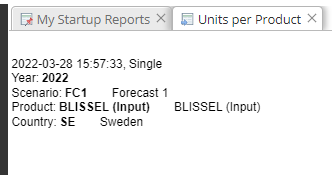 My Startup Reports Units per Product
2022-03-28 15:57:33, Single
Year: 2022
Scenario: FC1 Forecast 1
Product: BLISSEL (Input) BLISSEL (Input)
Country: SE Sweden